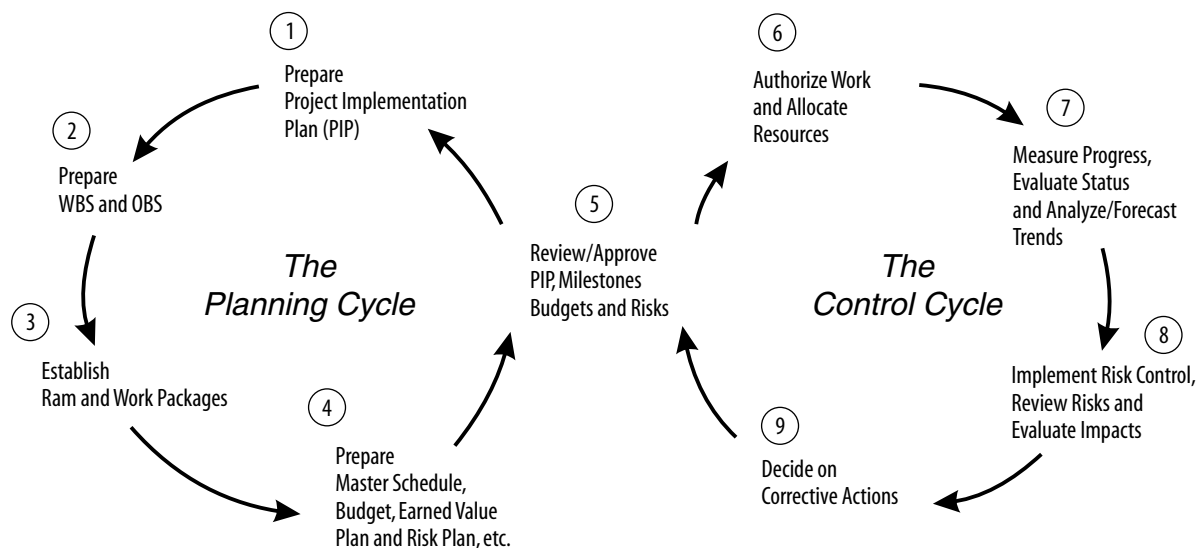 1
Prepare
Project Implementation
Plan (PIP)
2
Prepare
WBS and OBS
3
Establish
Ram and Work Packages
4
Prepare
Master Schedule,
Budget, Earned Value
Plan and Risk Plan, etc.
The
Planning Cycle
5
Review/Approve
PIP, Milestones
Budgets and Risks
6
Authorize Work
and Allocate
Resources
7
Measure Progress,
Evaluate Status
and Analyze/Forecast
Trends
8
Implement Risk Control,
Review Risks and
Evaluate Impacts
9
Decide on
Corrective Actions
The
Control Cycle